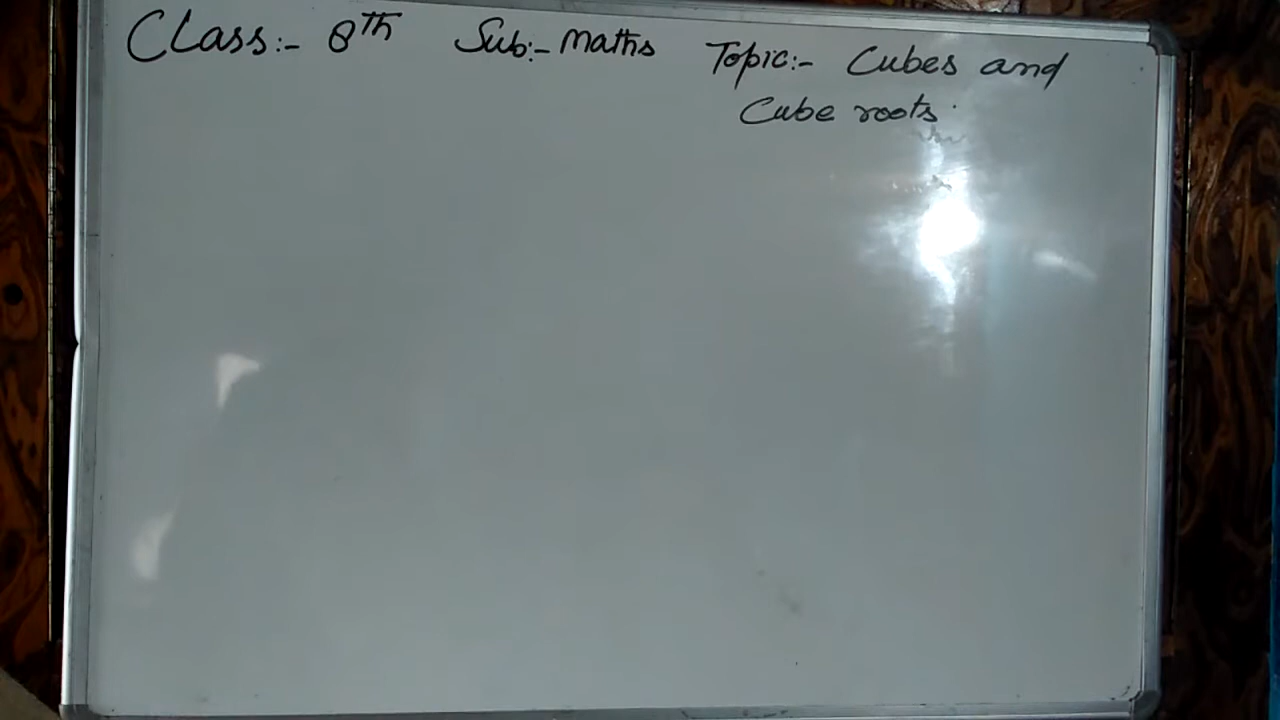 Class:- 8th Sub:- Maths Topic:- Cubes and
Cube roots.